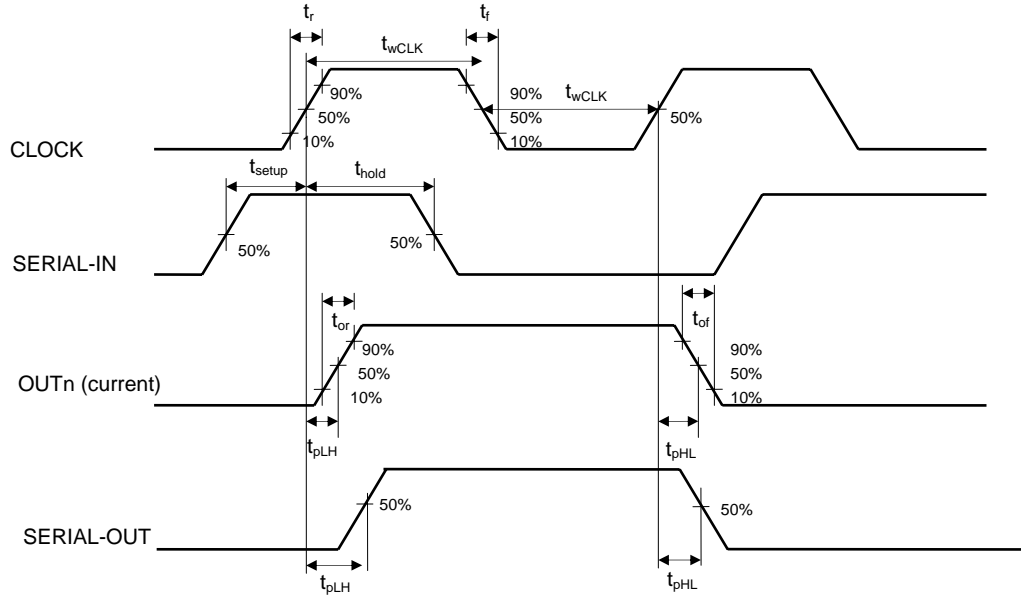 tr
tf
twCLK
90%
50%
10%
90%
50%
10%
twCLK
50%
CLOCK
tsetup
thold
50%
50%
SERIAL-IN
tor
tof
90%
50%
10%
90%
50%
10%
OUTn (current)
tpLH
tpHL
50%
50%
SERIAL-OUT
tpLH
tpHL